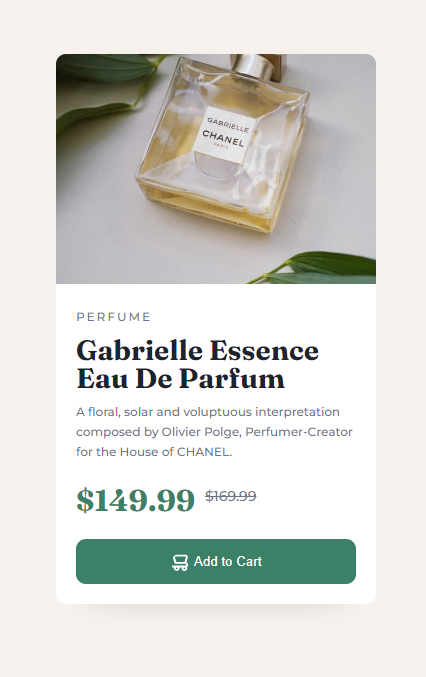 GABRIELLE
CHANEL
PARIS
PERFUME
Gabrielle Essence
Eau De Parfum
A floral, solar and voluptuous interpretation
composed by Olivier Polge, Perfumer-Creator
for the House of CHANEL.
$149.99 $169.99
Add to Cart